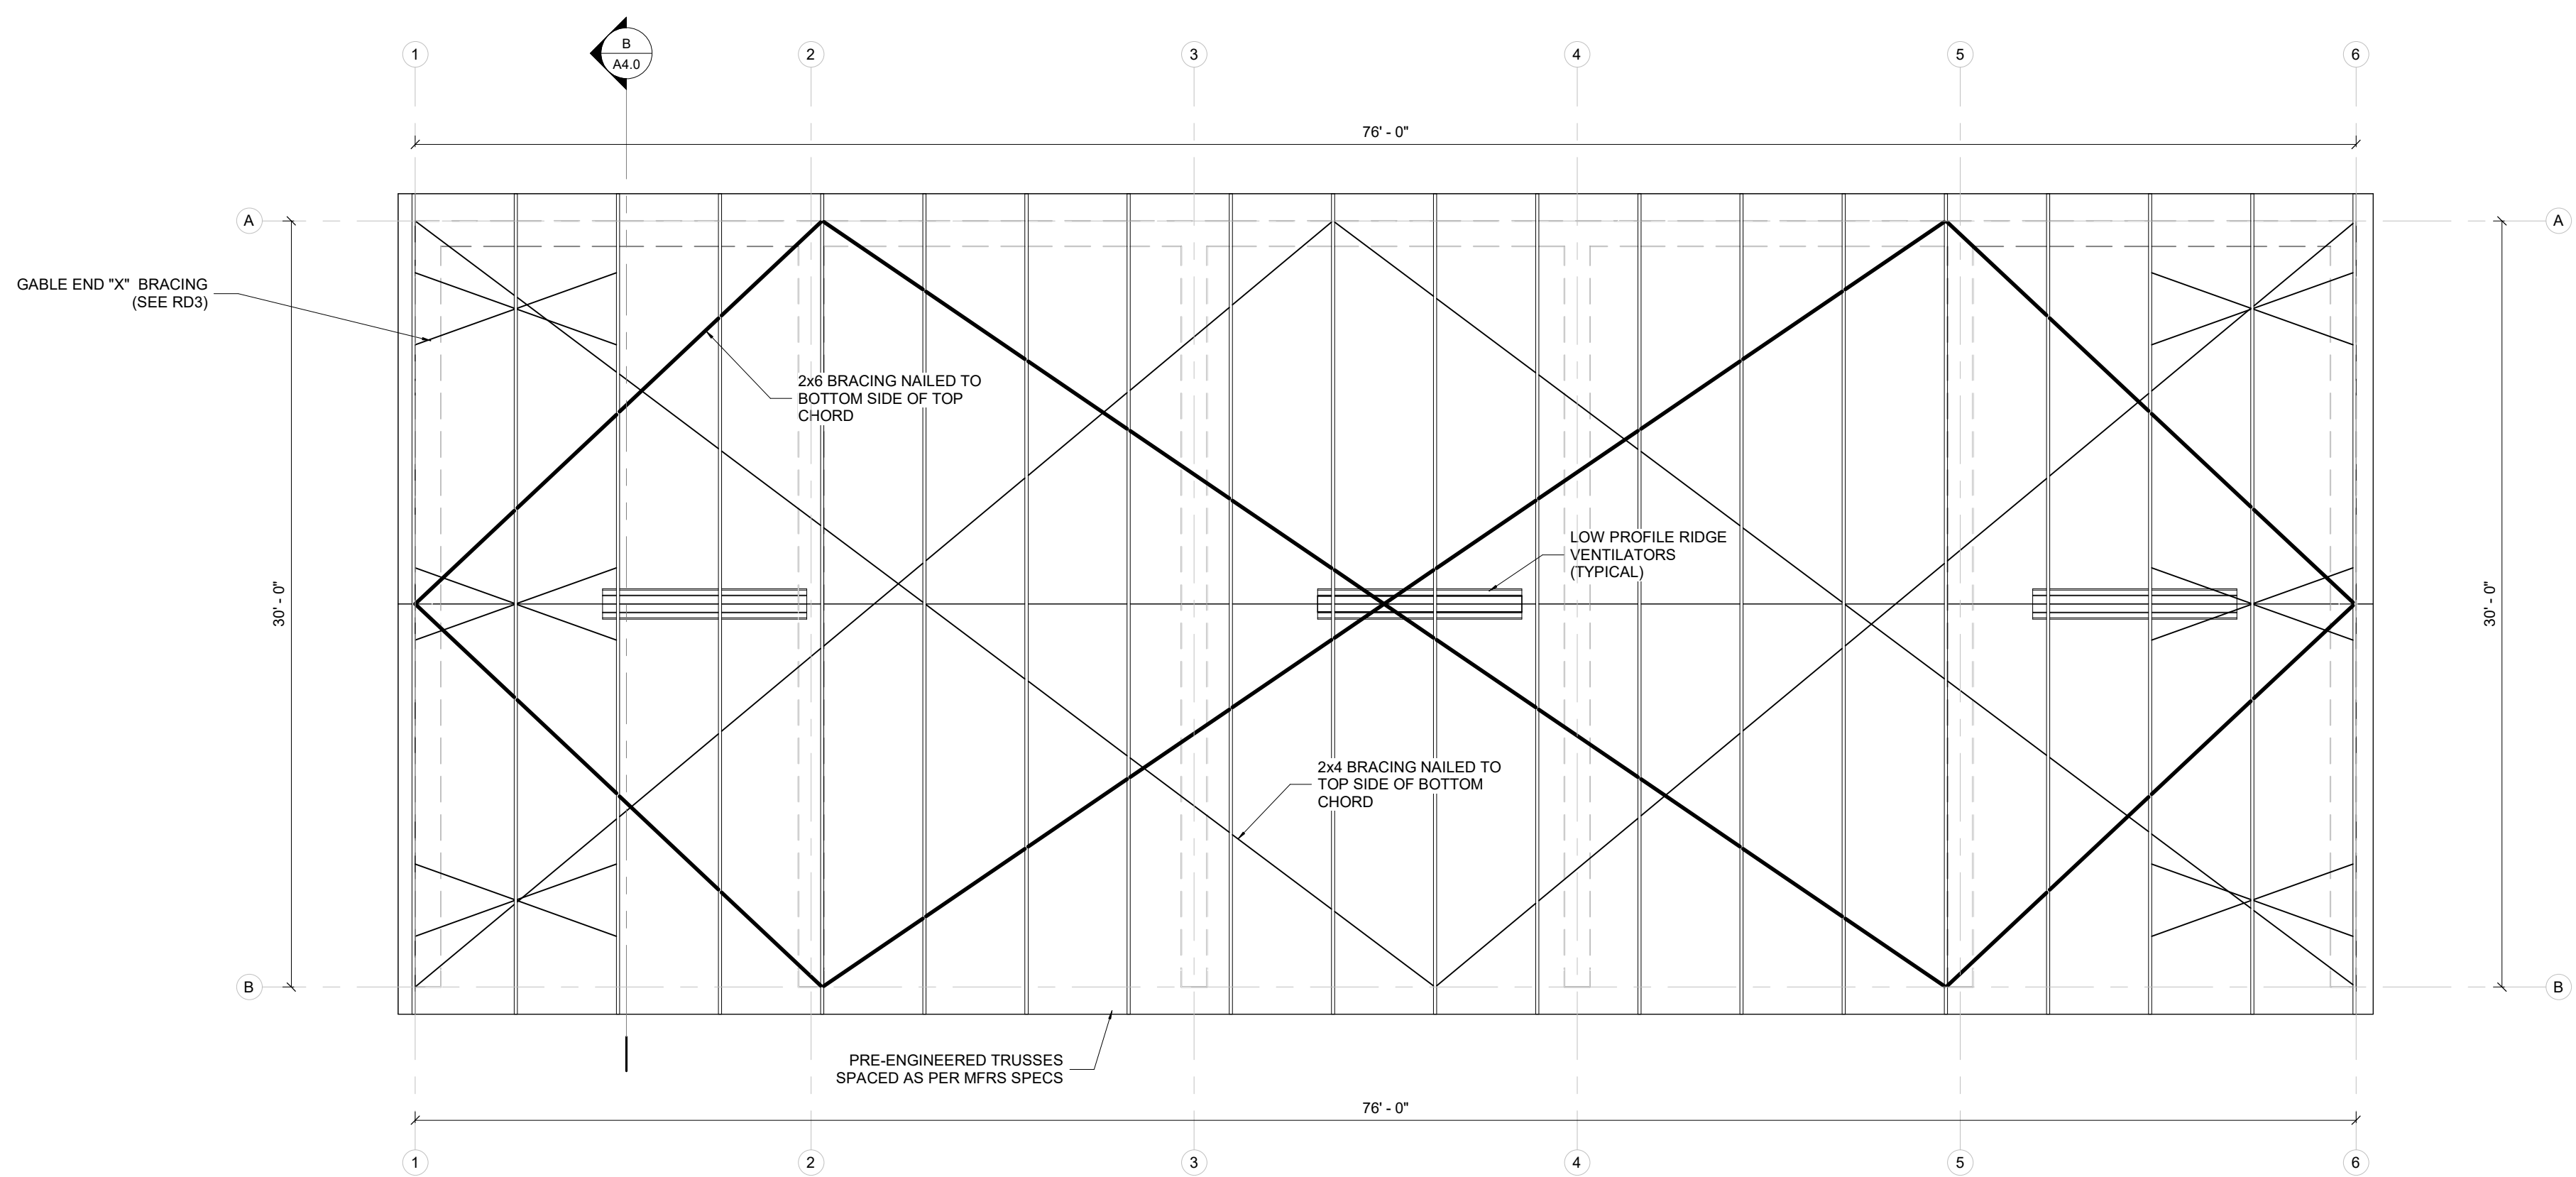 1
B
A4.0
2
3
4
5
6
76' - 0"
A
A
GABLE END "X" BRACING
(SEE RD3)
2x6 BRACING NAILED TO
BOTTOM SIDE OF TOP
CHORD
LOW PROFILE RIDGE
VENTILATORS
(TYPICAL)
30' - 0"
30' - 0"
2x4 BRACING NAILED TO
TOP SIDE OF BOTTOM
CHORD
B
B
PRE-ENGINEERED TRUSSES
SPACED AS PER MFRS SPECS
76' - 0"
1
2
3
4
5
6